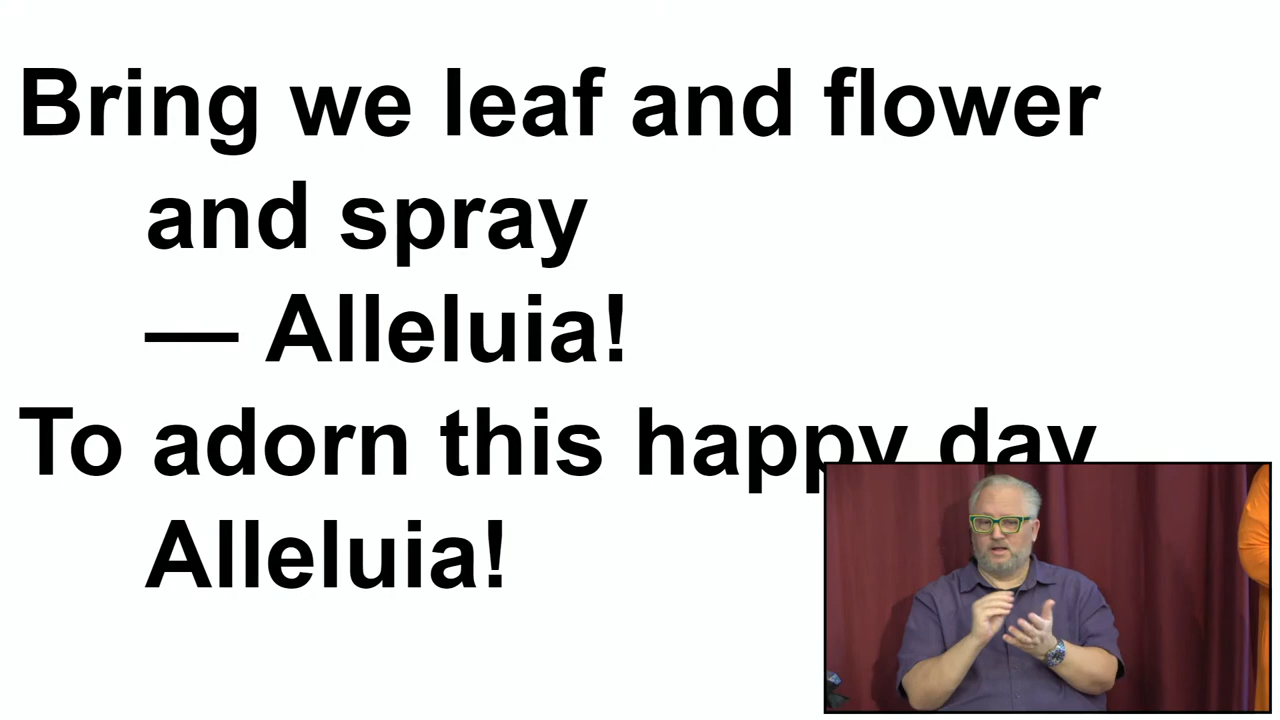 Bring we leaf and flower
and spray
— Alleluia!
To adorn this happy day
Alleluia!